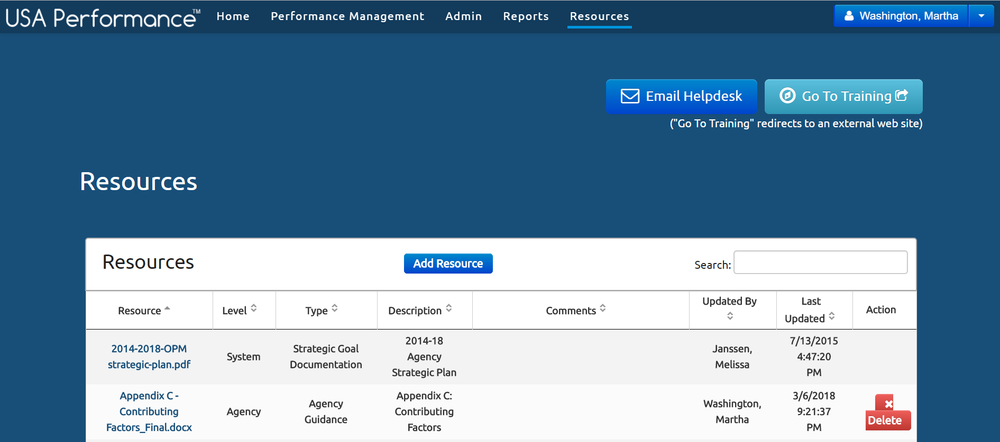 USA Performance™ Home Performance Management Admin Reports Resources Washington, Martha
Email Helpdesk Go To Training
("Go To Training" redirects to an external web site)
Resources
Resources Add Resource Search:
Resource Level Type Description Comments Updated By Last Updated Action
2014-2018-OPM
strategic-plan.pdf
System
Strategic Goal
Documentation
2014-18
Agency
Strategic Plan
Janssen,
Melissa
7/13/2015
4:47:20
PM
Appendix C -
Contributing
Factors_Final.docx
Agency
Agency
Guidance
Appendix C:
Contributing
Factors
Washington,
Martha
3/6/2018
9:21:37
PM
Delete